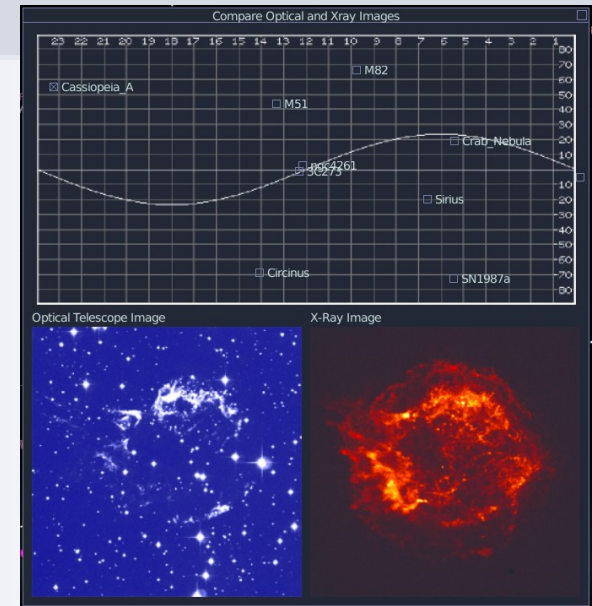 Compare Optical and Xray Images
23 22 21 20 19 18 17 16 15 14 13 12 11 10 9 8 7 6 5 4 3 2 1
80
70
M82
60
Cassiopeia_A
50
M51
40
30
20
Crab_Nebula
10
ngc4261
3C273
10
20
Sirius
30
40
50
60
Circinus
70
SN1987a
80
Optical Telescope Image
X-Ray Image